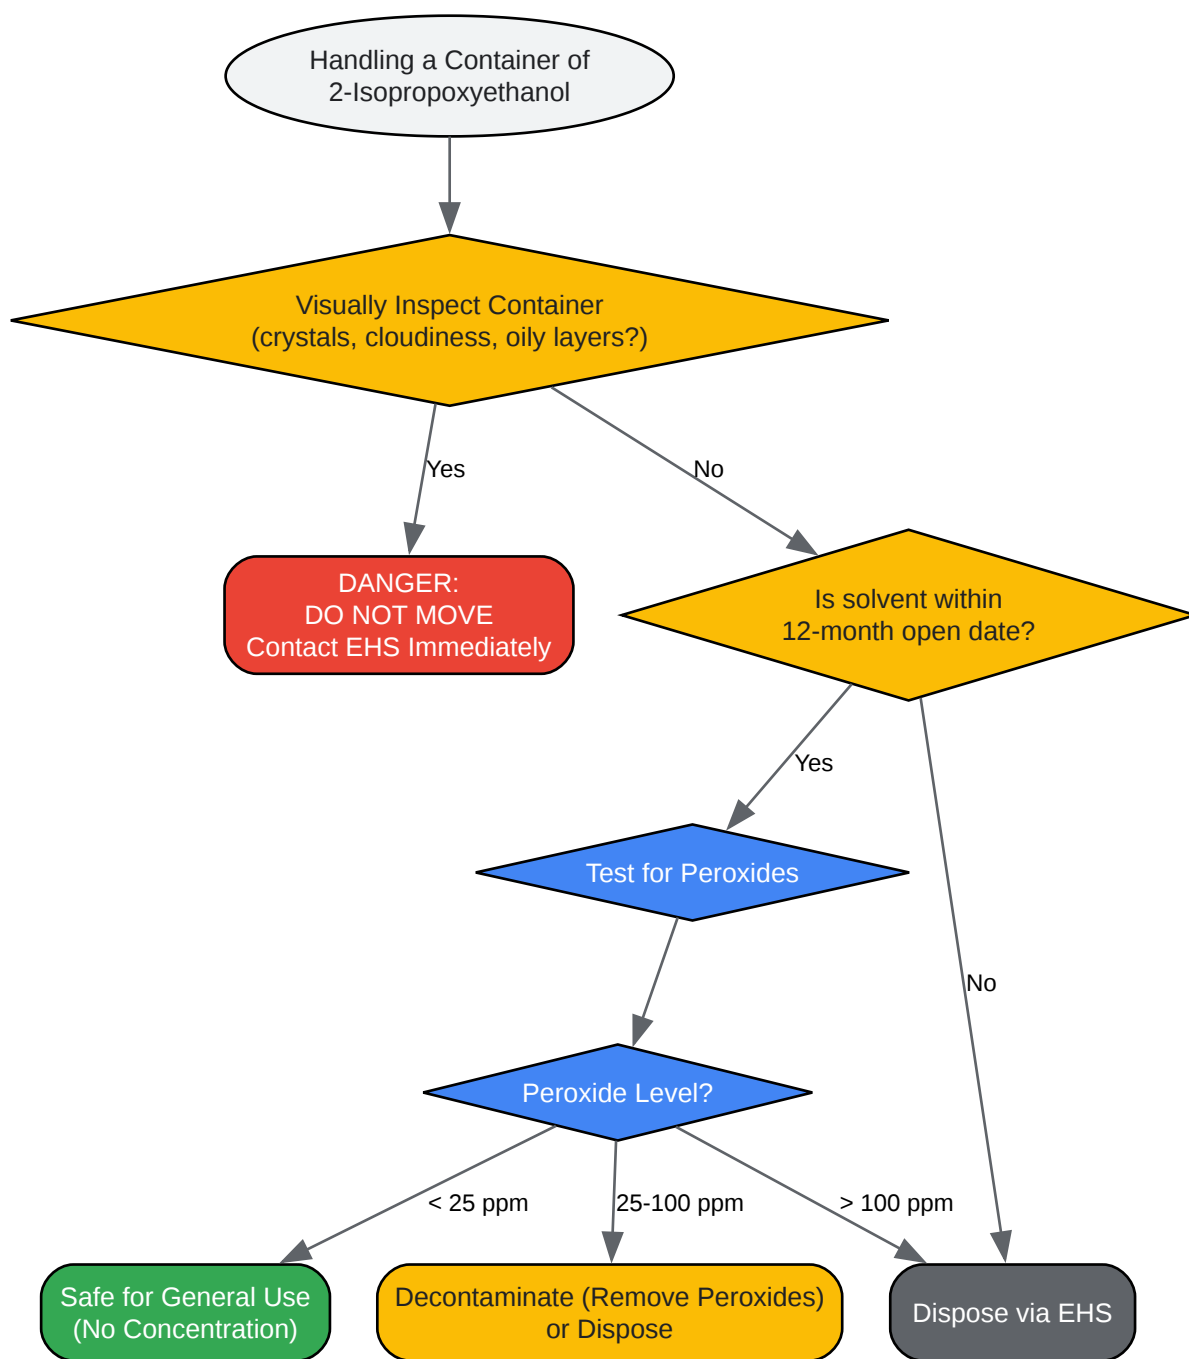 Handling a Container of
2-Isopropoxyethanol
Visually Inspect Container
(crystals, cloudiness, oily layers?)
Yes
No
DANGER:
DO NOT MOVE
Contact EHS Immediately
Is solvent within
12-month open date?
Yes
Test for Peroxides
No
Peroxide Level?
< 25 ppm
25-100 ppm
> 100 ppm
Safe for General Use
(No Concentration)
Decontaminate (Remove Peroxides)
or Dispose
Dispose via EHS